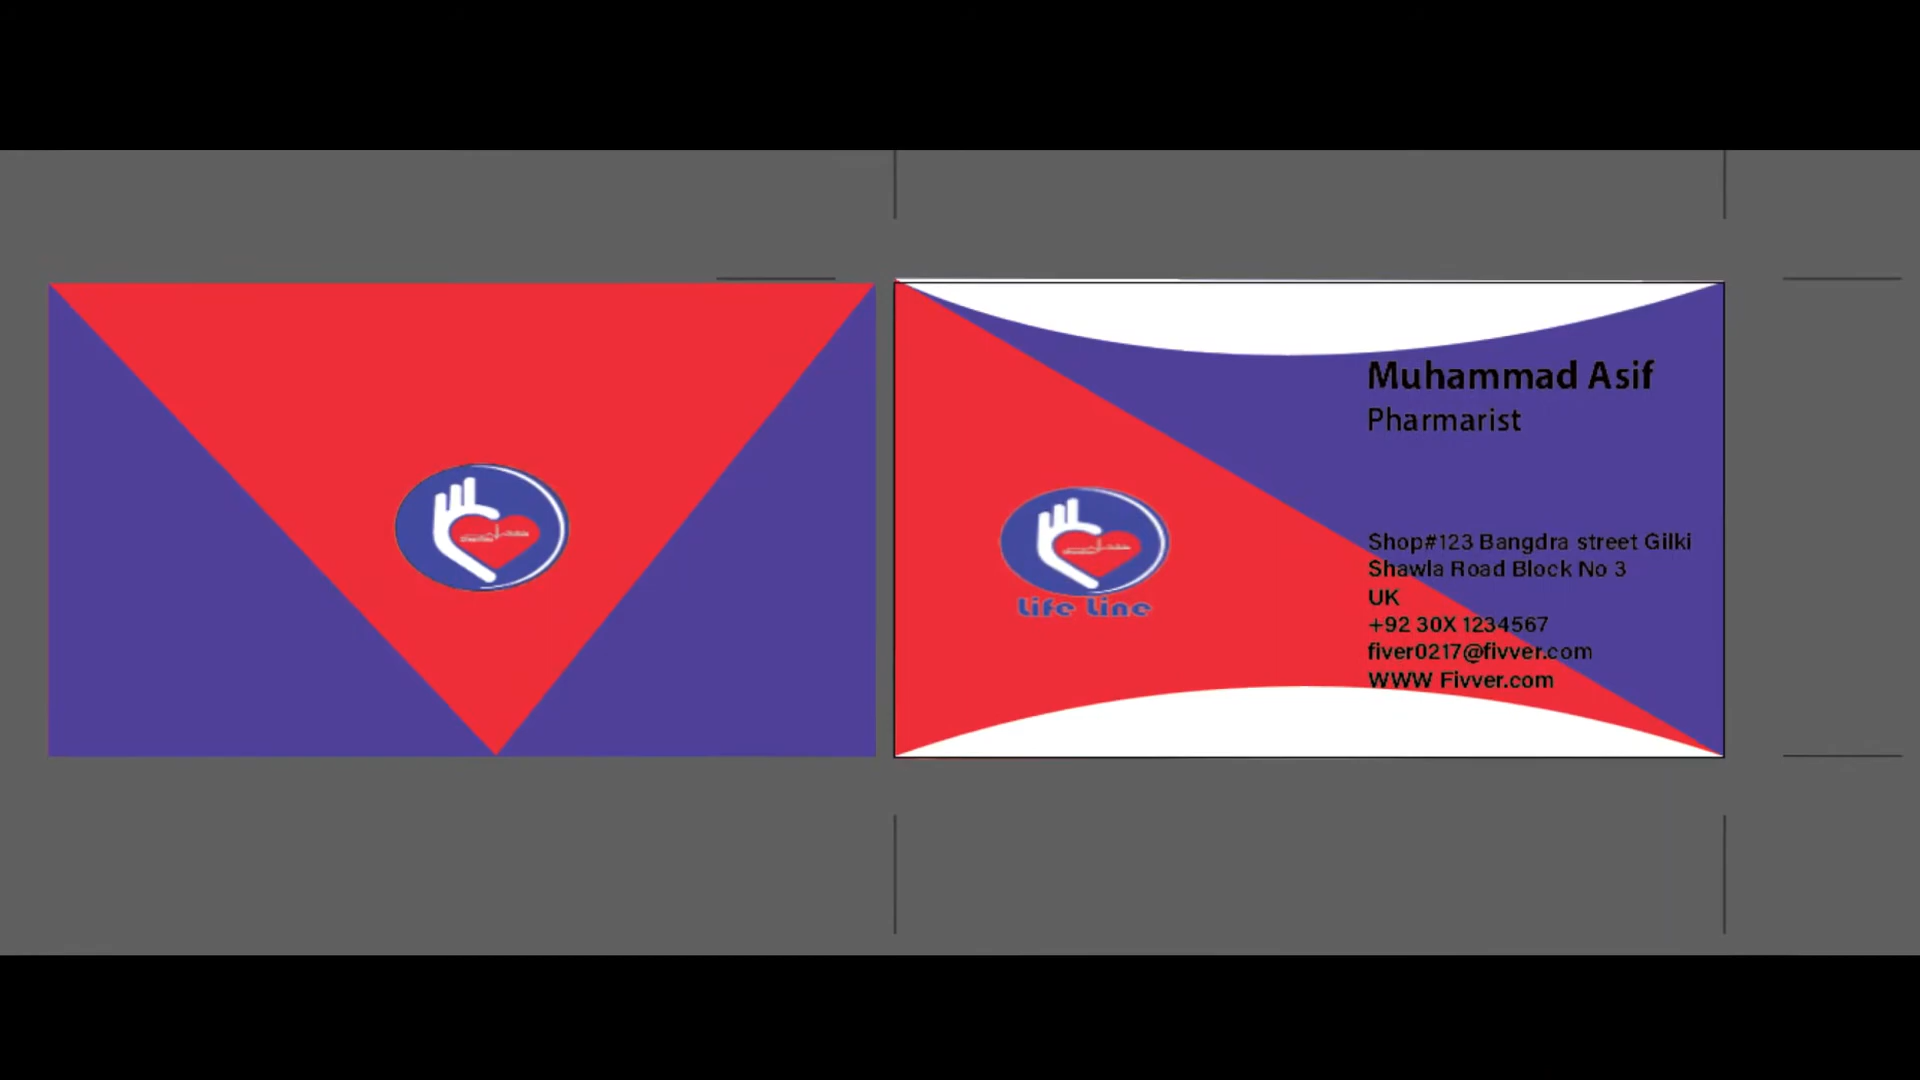 Muhammad Asif
Pharmarist
Shop#123 Bangdra street Gilki
Shawla Road Block No 3
UK
+92 30X 1234567
fiver0217@fivver.com
WWW Fivver.com
Life Line